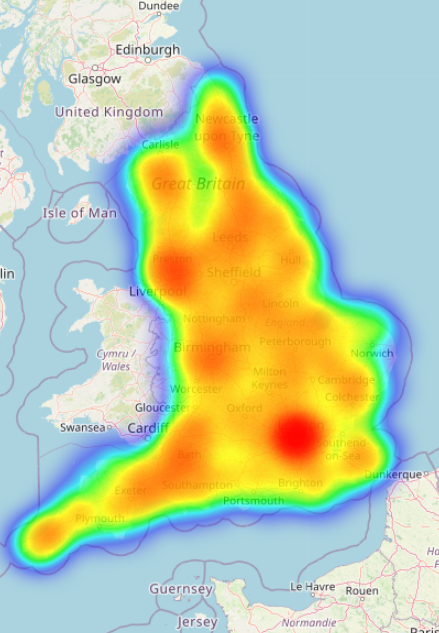 Dundee
Edinburgh
Glasgow
United Kingdom
Newcastle
upon Tyne
Carlisle
Great Britain
Isle of Man
Leeds
Preston
Hull
Sheffield
lin
Liverpool
Lincoln
Nottingham
England
Birmingham
Peterborough
Norwich
Cymru /
Wales
Milton
Keynes
Cambridge
Worcester
Colchester
Gloucester
Oxford
Swansea
Cardiff
Southend-
on-Sea
Bath
Dunkerque
Exeter
Southampton
Brighton
Portsmouth
Plymouth
Guernsey
Le Havre
Rouen
Jersey
Normandie